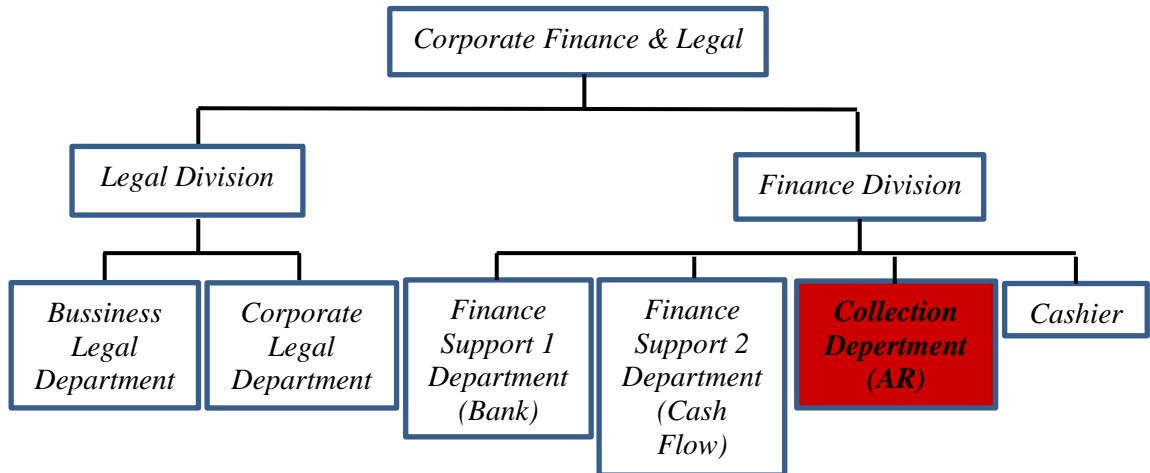 Corporate Finance & Legal
Legal Division
Finance Division
Bussiness
Legal
Department
Corporate
Legal
Department
Finance
Support 1
Department
(Bank)
Finance
Support 2
Department
(Cash
Flow)
Collection
Depertment
(AR)
Cashier